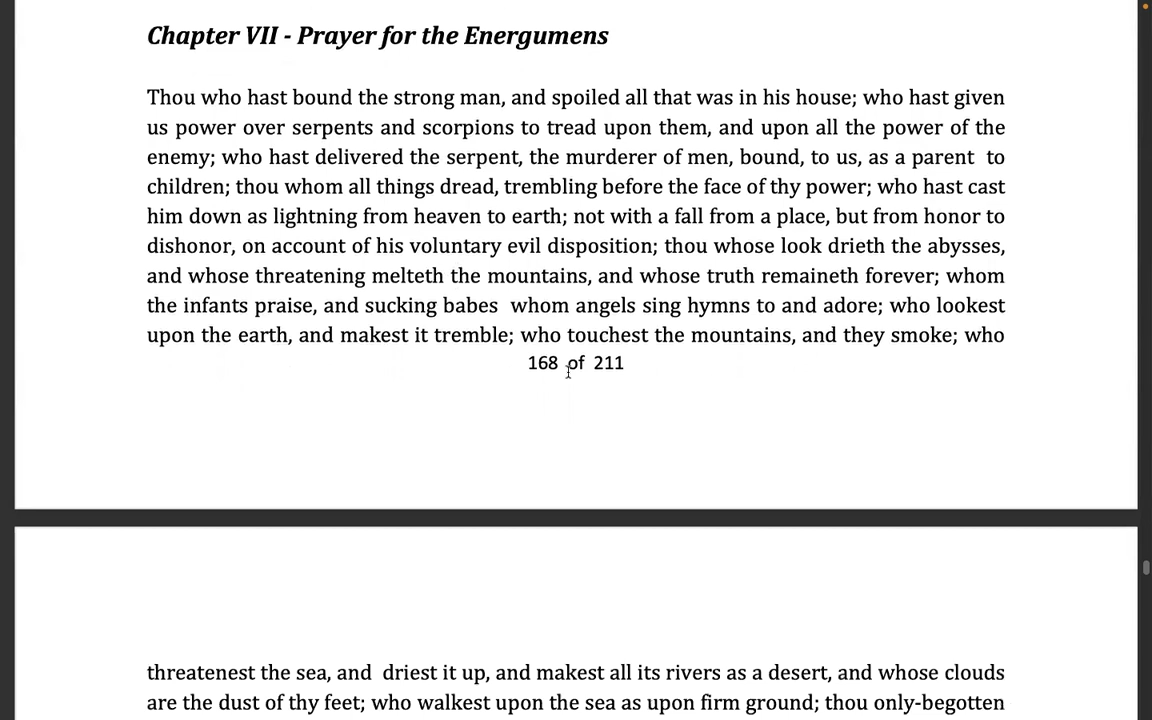 Chapter VII - Prayer for the Energumens
Thou who hast bound the strong man, and spoiled all that was in his house; who hast given
us power over serpents and scorpions to tread upon them, and upon all the power of the
enemy; who hast delivered the serpent, the murderer of men, bound, to us, as a parent to
children; thou whom all things dread, trembling before the face of thy power; who hast cast
him down as lightning from heaven to earth; not with a fall from a place, but from honor to
dishonor, on account of his voluntary evil disposition; thou whose look drieth the abysses,
and whose threatening melteth the mountains, and whose truth remaineth forever; whom
the infants praise, and sucking babes whom angels sing hymns to and adore; who lookest
upon the earth, and makest it tremble; who touchest the mountains, and they smoke; who
168 of 211
threatenest the sea, and driest it up, and makest all its rivers as a desert, and whose clouds
are the dust of thy feet; who walkest upon the sea as upon firm ground; thou only-begotten